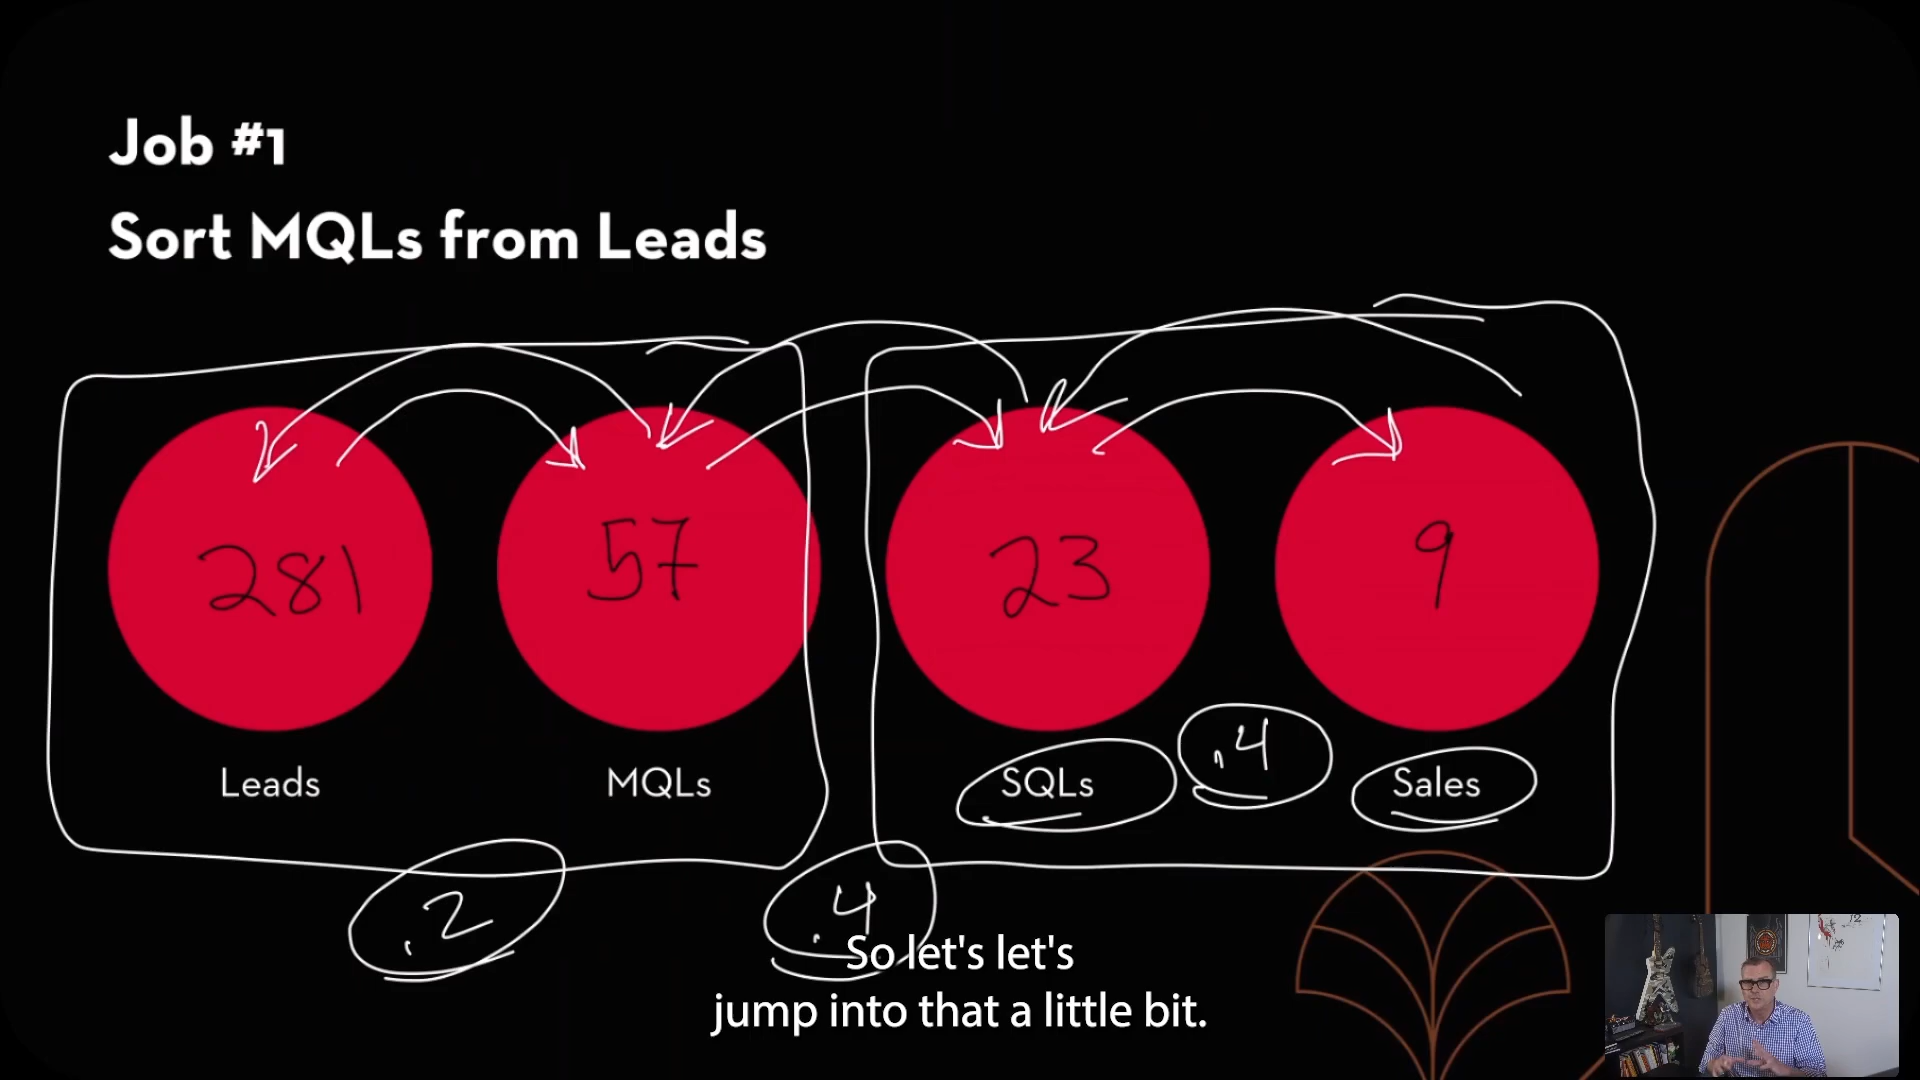 Job #1
Sort MQLs from Leads
281
57
23
9
.4
Leads
MQLs
SQLs
Sales
.2
.4
So let's let's
jump into that a little bit.